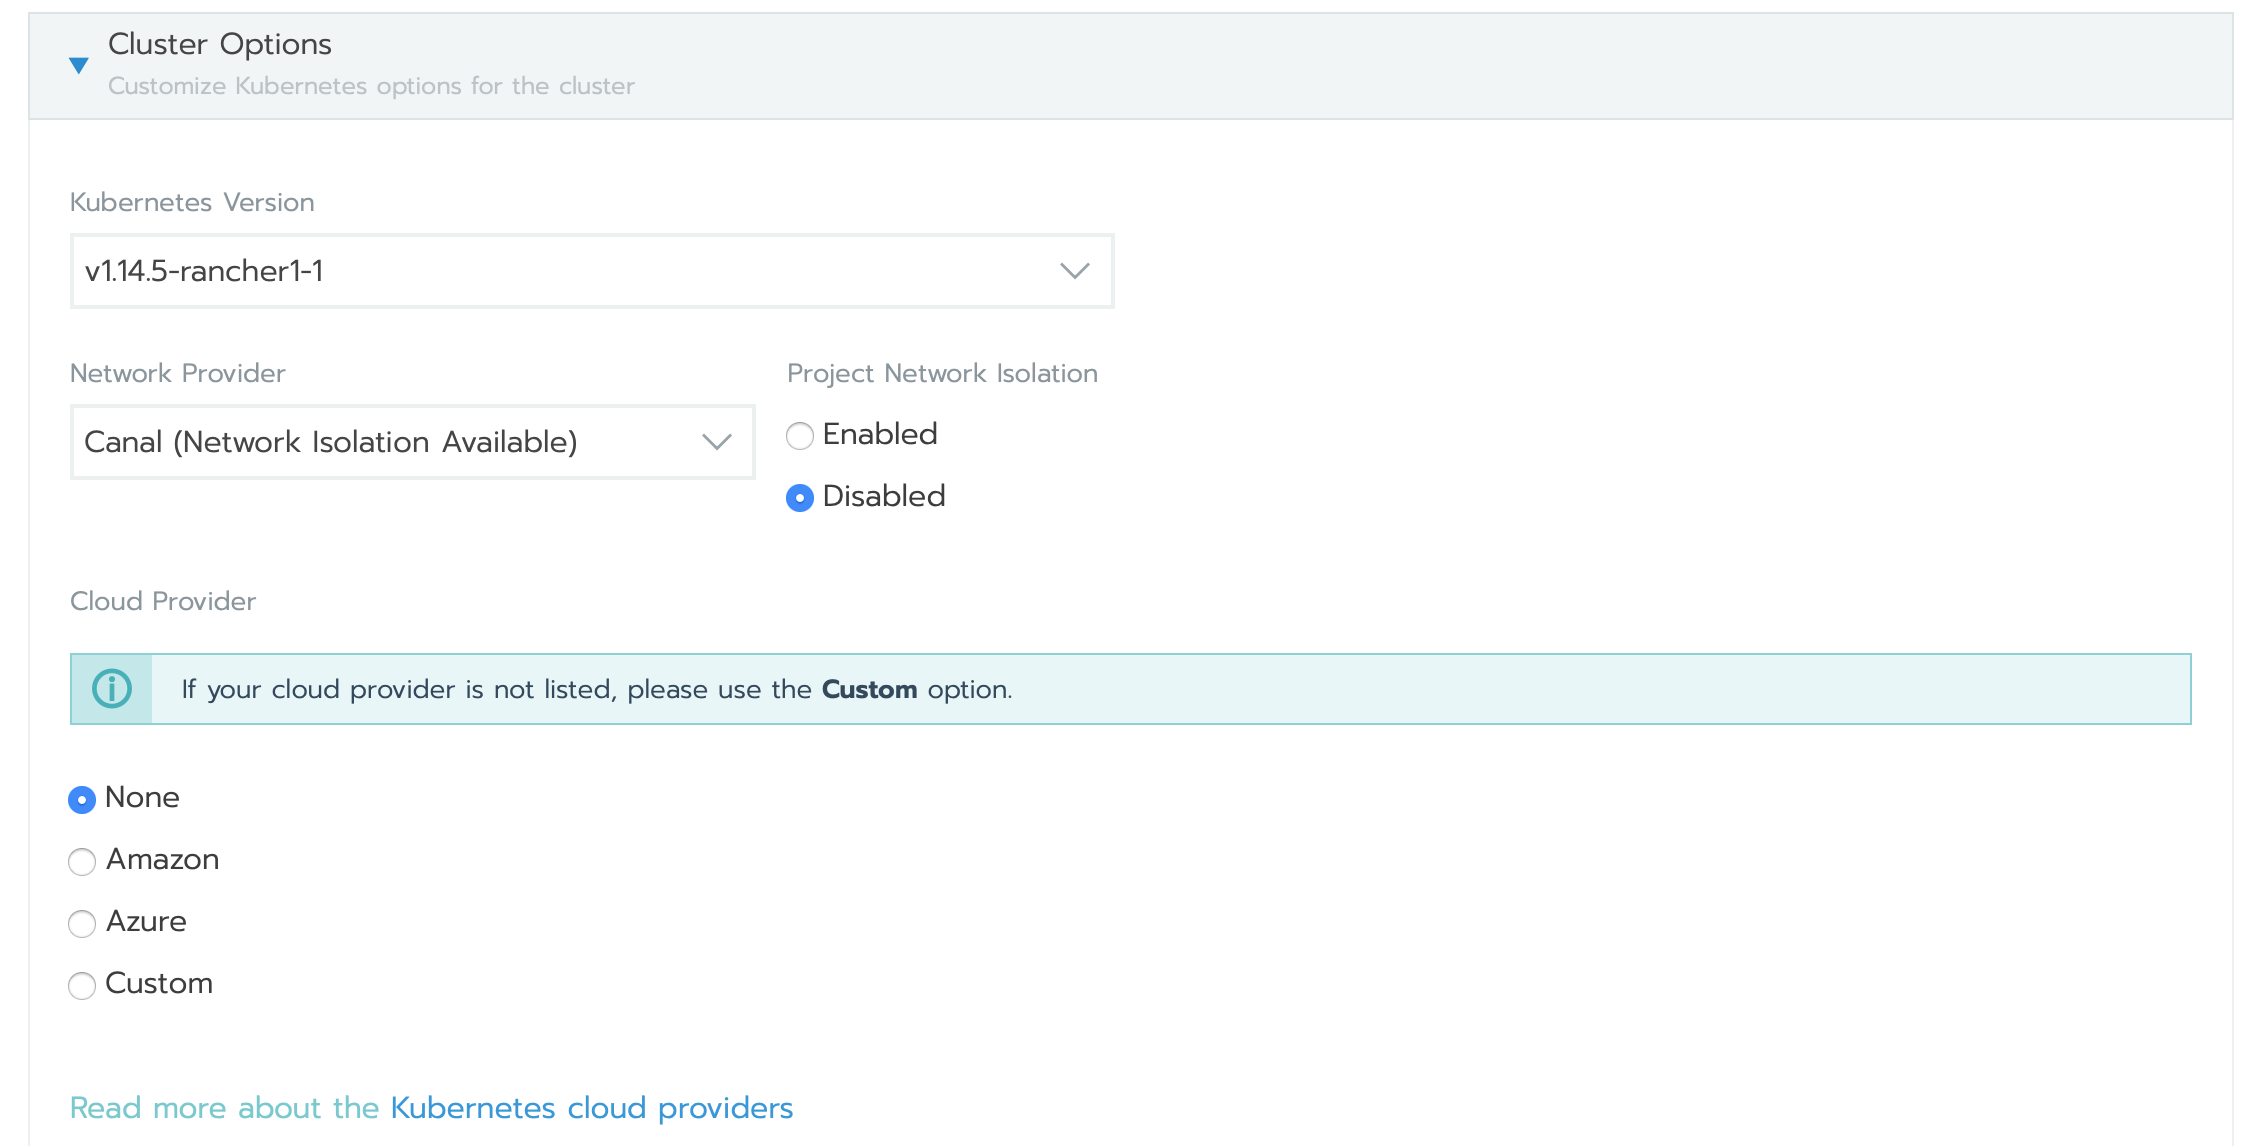 Cluster Options
Customize Kubernetes options for the cluster
Kubernetes Version
v1.14.5-rancher1-1
Network Provider
Project Network Isolation
Canal (Network Isolation Available)
Enabled
Disabled
Cloud Provider
If your cloud provider is not listed, please use the Custom option.
None
Amazon
Azure
Custom
Read more about the Kubernetes cloud providers